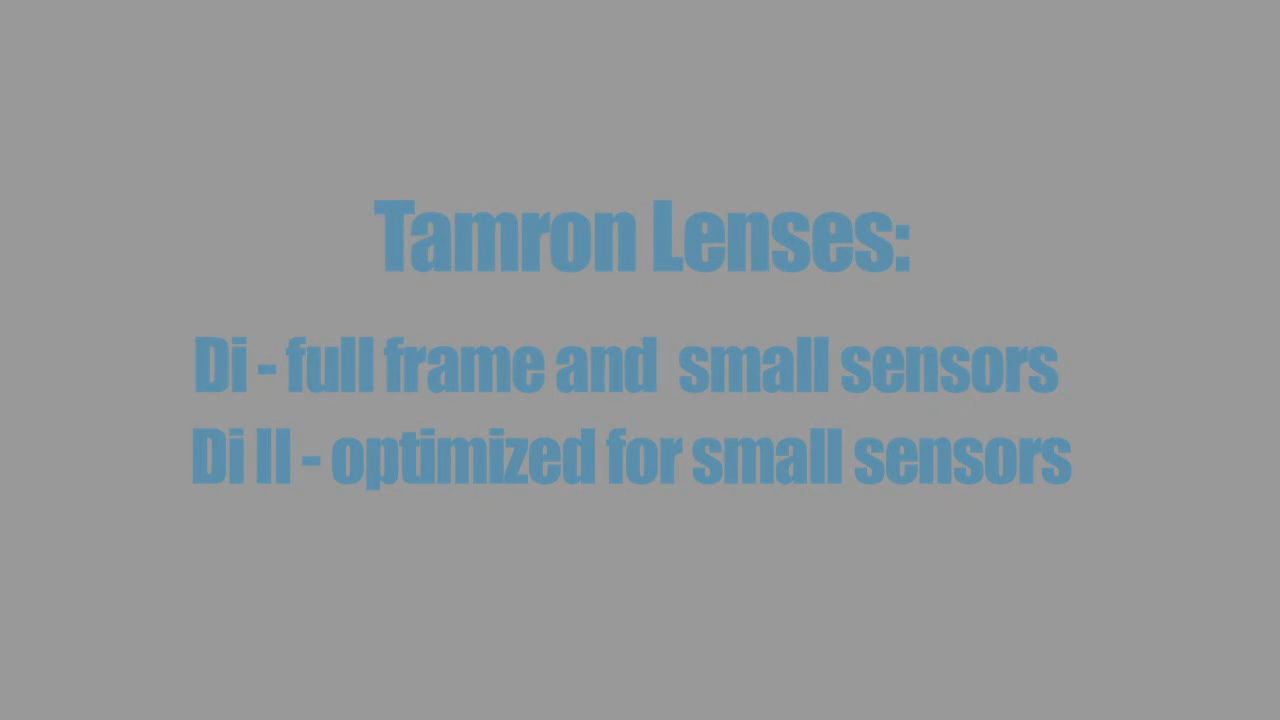 Tamron Lenses:
Di - full frame and small sensors
Di II - optimized for small sensors